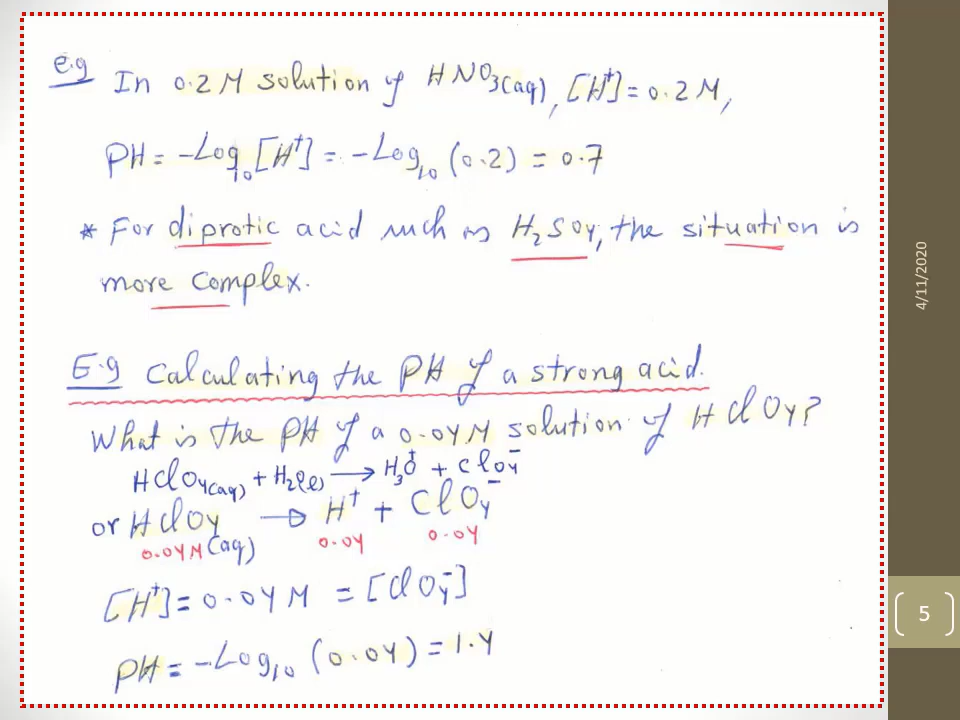 e.g In 0.2 M solution of HNO₃(aq), [H⁺] = 0.2 M,
PH = -Log₁₀ [H⁺] = -Log₁₀ (0.2) = 0.7
* For diprotic acid such as H₂SO₄, the situation is
more complex.
E.g Calculating the PH of a strong acid.
What is the PH of a 0.04 M solution of HClO₄?
HClO₄(aq) + H₂(l) → H₃O⁺ + ClO₄⁻
or HClO₄(aq) → H⁺ + ClO₄⁻
0.04 M 0.04 0.04
[H⁺] = 0.04 M = [ClO₄⁻]
PH = -Log₁₀ (0.04) = 1.4
4/11/2020
5